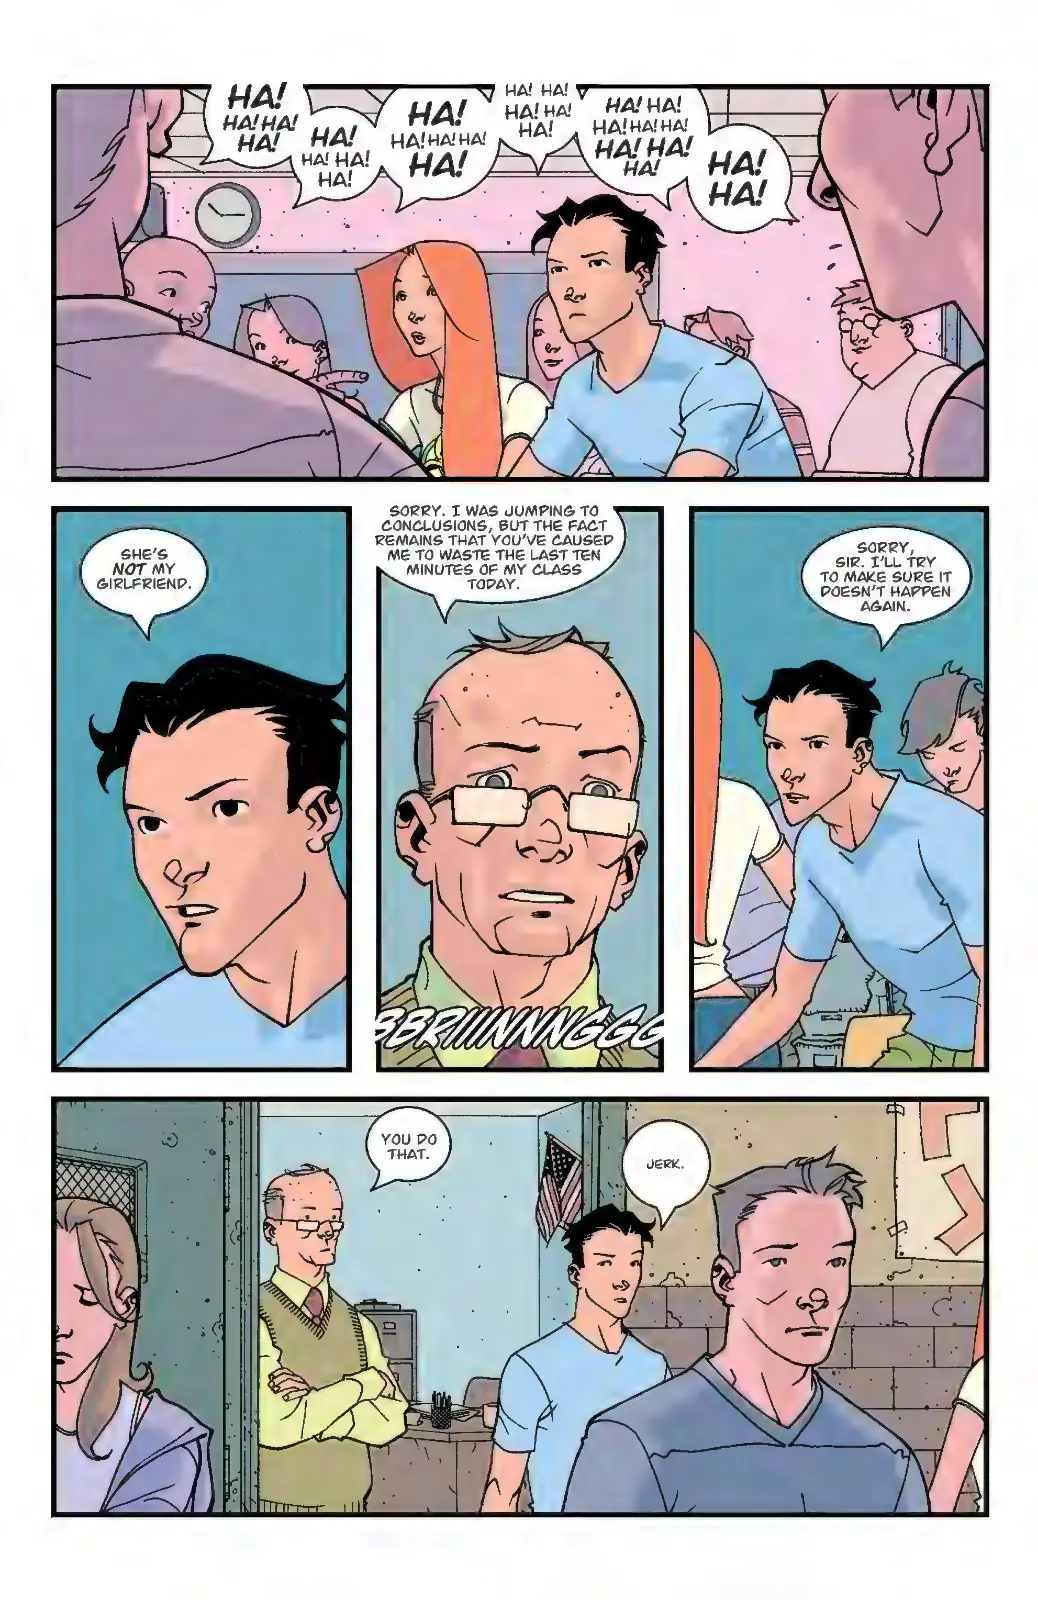 HA!
HA! HA!
HA!
HA!
HA! HA!
HA!
HA!
HA! HA! HA!
HA!
HA! HA!
HA! HA!
HA!
HA! HA!
HA! HA! HA!
HA! HA!
HA!
HA!
HA!
SHE'S
NOT MY
GIRLFRIEND.
SORRY. I WAS JUMPING TO
CONCLUSIONS, BUT THE FACT
REMAINS THAT YOU'VE CAUSED
ME TO WASTE THE LAST TEN
MINUTES OF MY CLASS
TODAY.
BBRIIINNNNGGGG
SORRY,
SIR. I'LL TRY
TO MAKE SURE IT
DOESN'T HAPPEN
AGAIN.
YOU DO
THAT.
JERK.